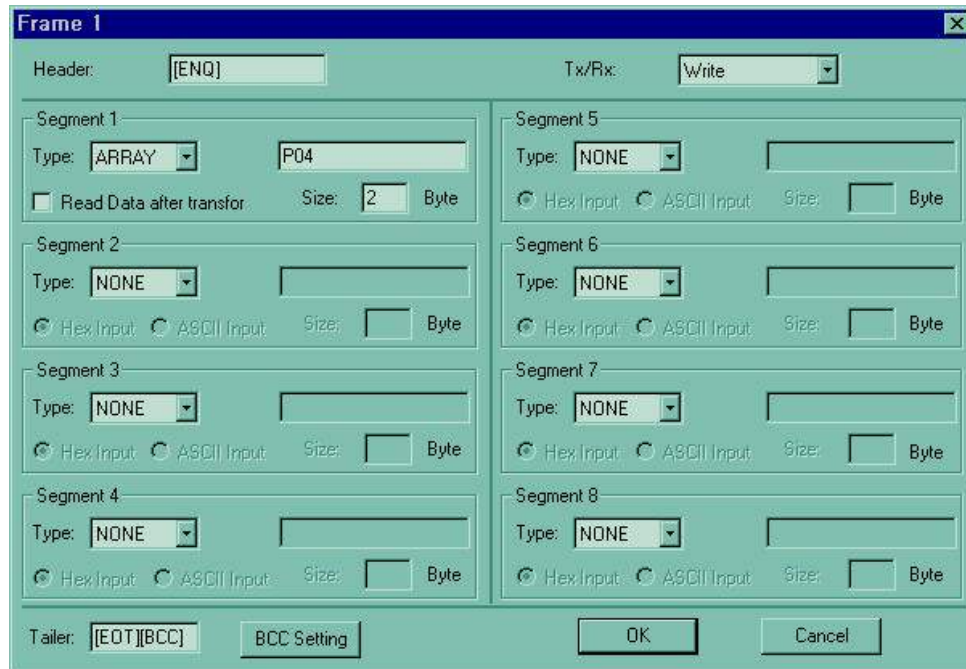 Frame 1
Header: [ENQ] Tx/Rx: Write
Segment 1
Type: ARRAY P04
Read Data after transfor Size: 2 Byte
Segment 2
Type: NONE
Hex Input ASCII Input Size: Byte
Segment 3
Type: NONE
Hex Input ASCII Input Size: Byte
Segment 4
Type: NONE
Hex Input ASCII Input Size: Byte
Segment 5
Type: NONE
Hex Input ASCII Input Size: Byte
Segment 6
Type: NONE
Hex Input ASCII Input Size: Byte
Segment 7
Type: NONE
Hex Input ASCII Input Size: Byte
Segment 8
Type: NONE
Hex Input ASCII Input Size: Byte
Tailer: [EOT][BCC] BCC Setting OK Cancel